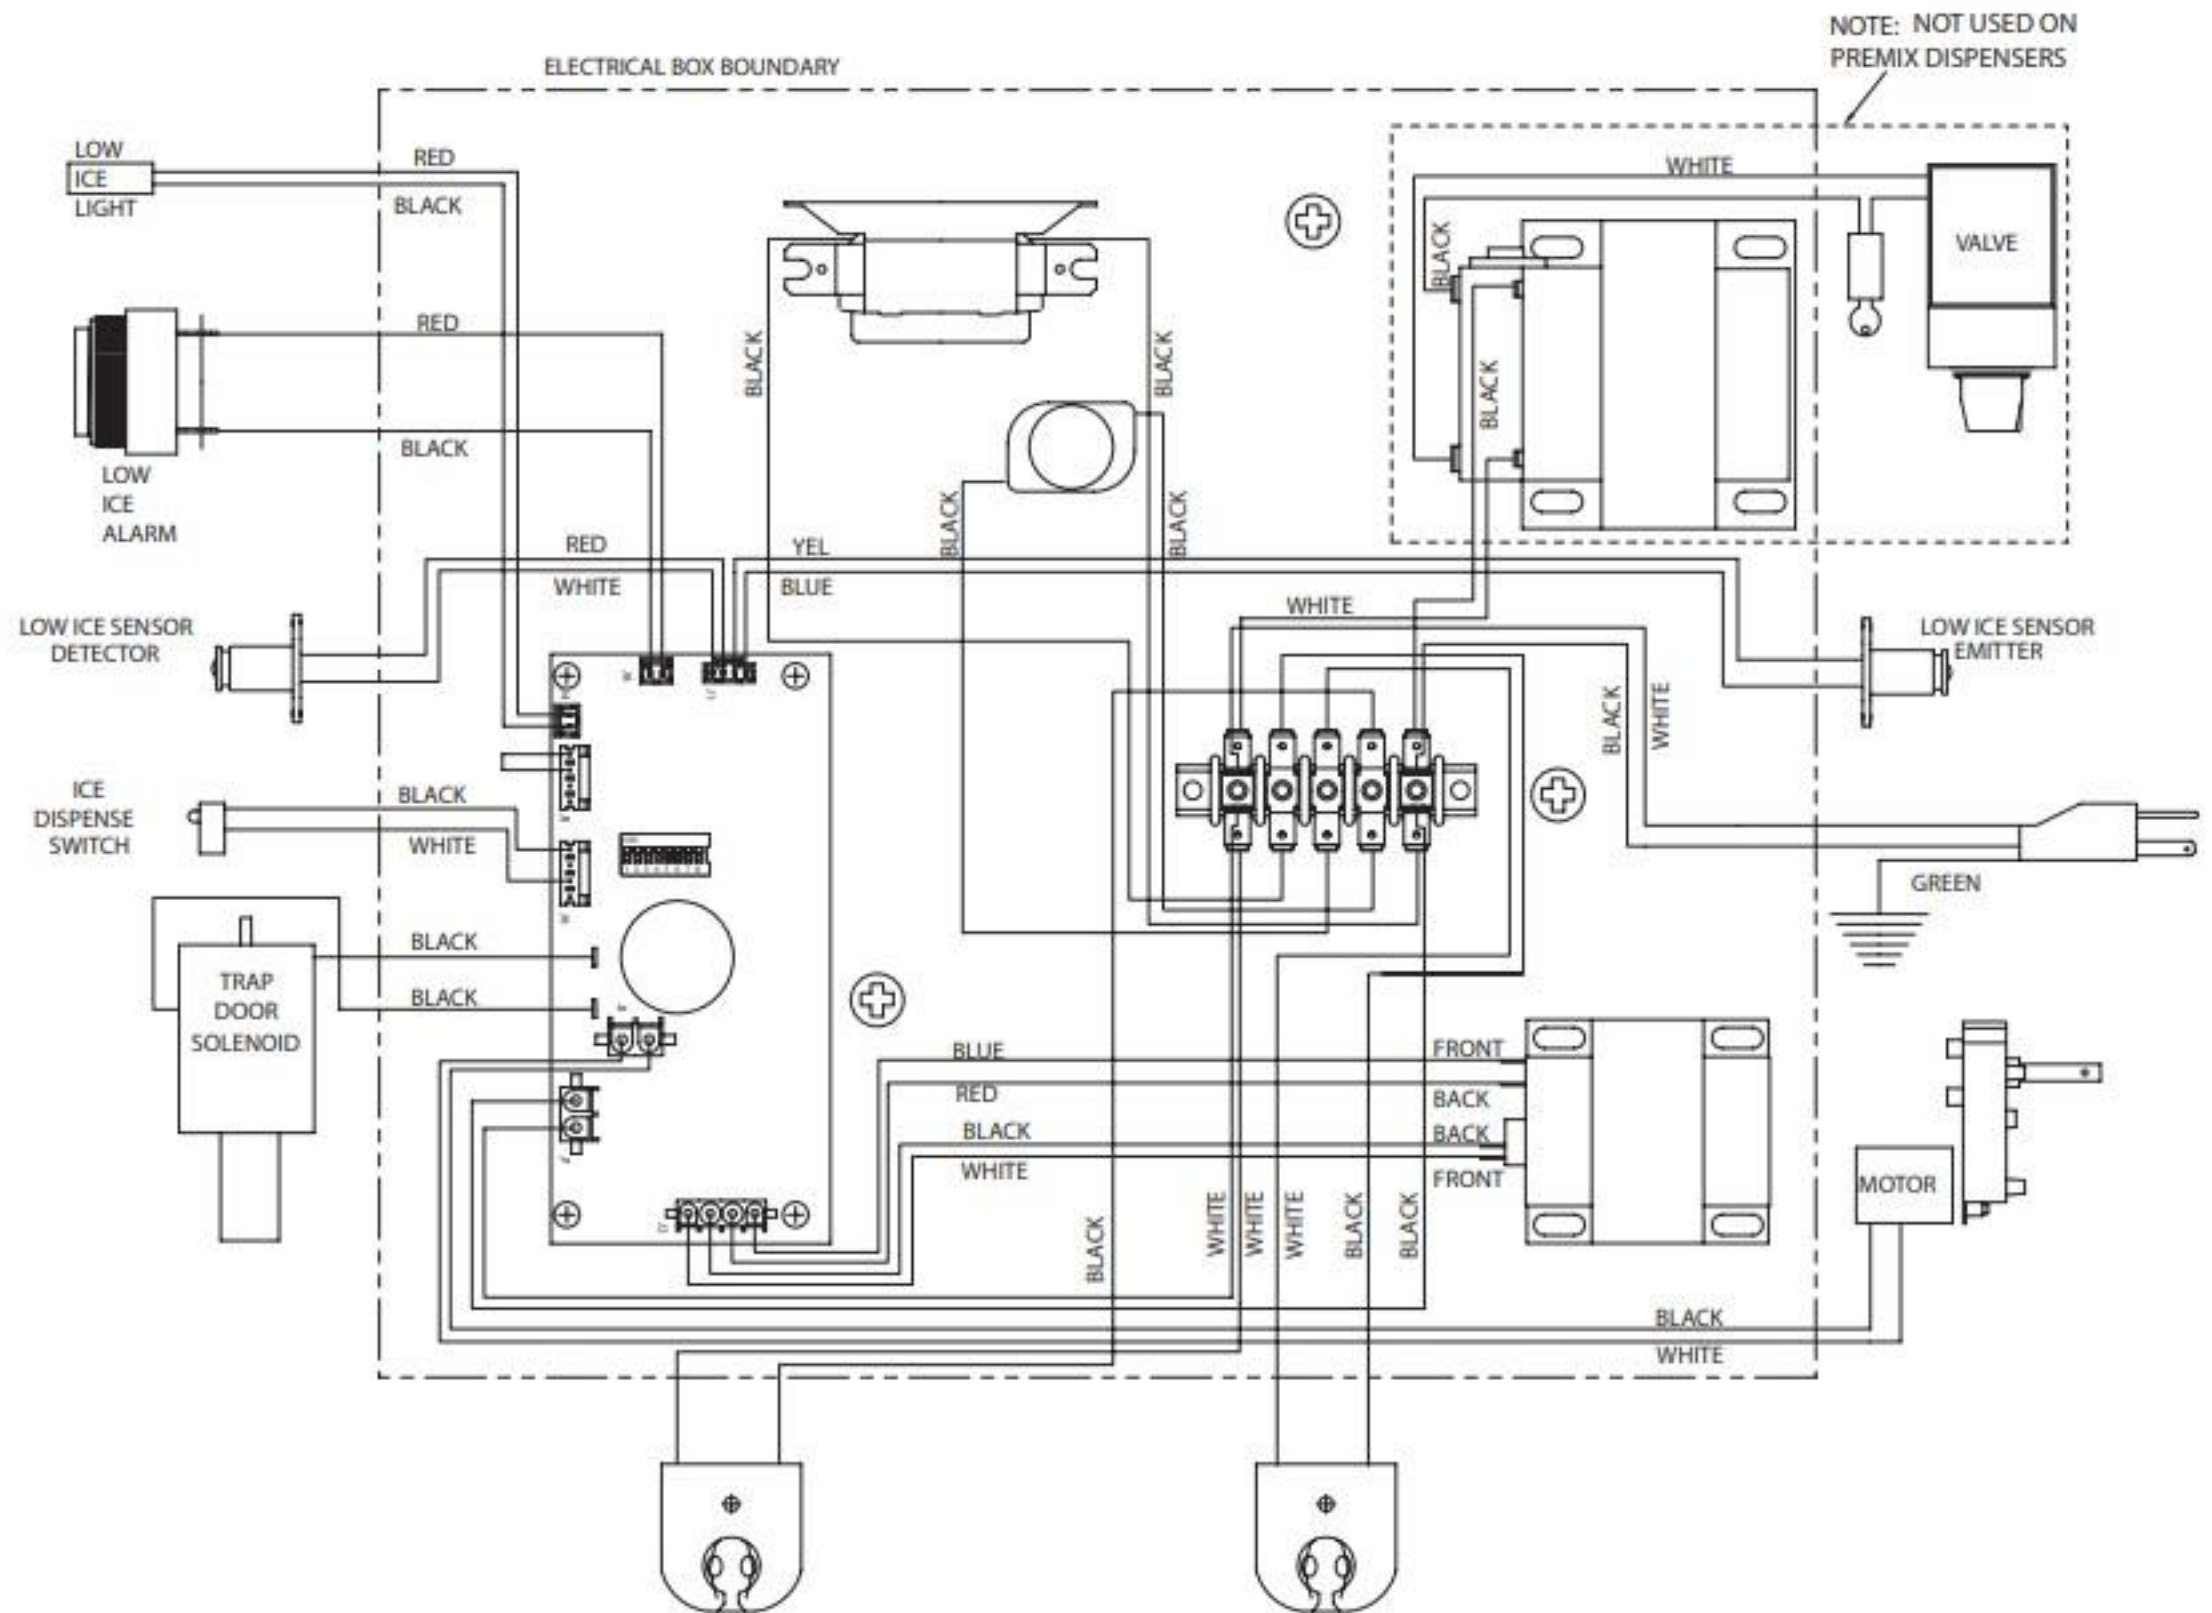 NOTE: NOT USED ON
PREMIX DISPENSERS
ELECTRICAL BOX BOUNDARY
LOW
ICE
LIGHT
RED
BLACK
WHITE
BLACK
VALVE
RED
BLACK
BLACK
BLACK
BLACK
LOW
ICE
ALARM
BLACK
BLACK
RED
WHITE
YEL
BLUE
WHITE
LOW ICE SENSOR
DETECTOR
LOW ICE SENSOR
EMITTER
BLACK
WHITE
ICE
DISPENSE
SWITCH
BLACK
WHITE
GREEN
TRAP
DOOR
SOLENOID
BLACK
BLACK
BLUE
RED
BLACK
WHITE
FRONT
BACK
BACK
FRONT
MOTOR
BLACK
WHITE
WHITE
WHITE
BLACK
BLACK
BLACK
WHITE